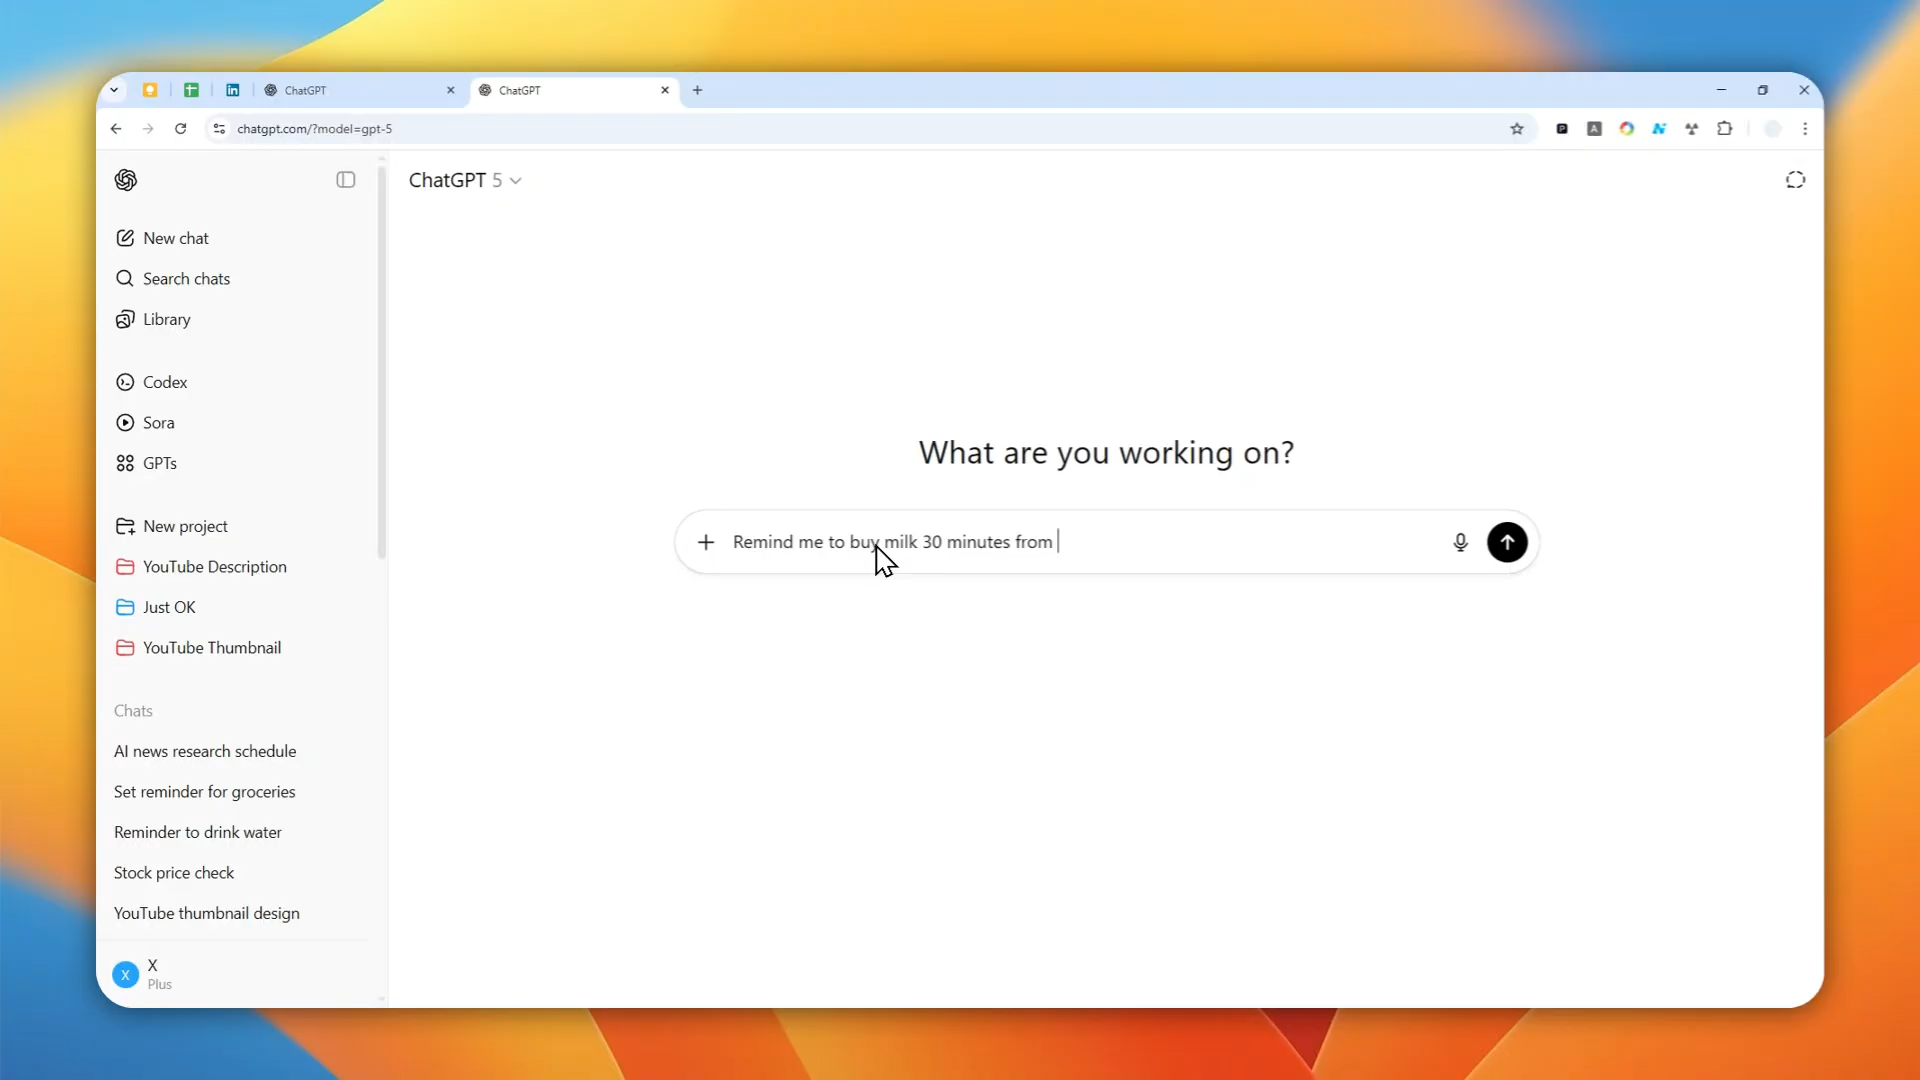 ChatGPT
ChatGPT
chatgpt.com/?model=gpt-5
ChatGPT 5
New chat
Search chats
Library
Codex
Sora
GPTs
New project
YouTube Description
Just OK
YouTube Thumbnail
Chats
AI news research schedule
Set reminder for groceries
Reminder to drink water
Stock price check
YouTube thumbnail design
X
X
Plus
What are you working on?
Remind me to buy milk 30 minutes from